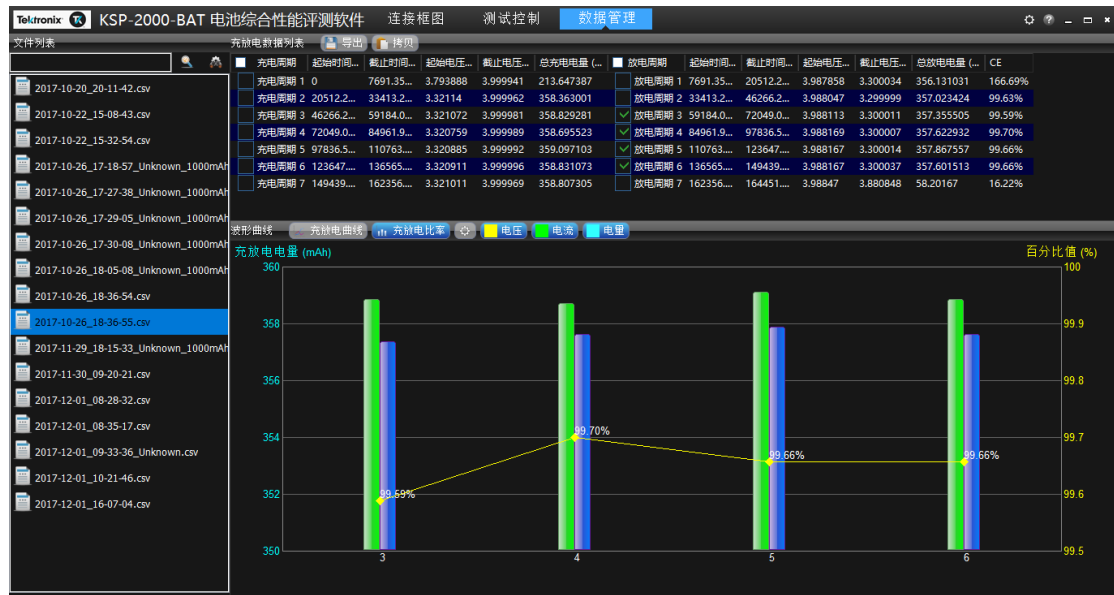 Tektronix KSP-2000-BAT 电池综合性能评测软件 连接框图 测试控制 数据管理
文件列表
充放电数据列表 导出 拷贝
充电周期 起始时间... 截止时间... 起始电压... 截止电压... 总充电电量 (... 放电周期 起始时间... 截止时间... 起始电压... 截止电压... 总放电电量 (... CE
充电周期 1 0 7691.35... 3.793888 3.999941 213.647387 放电周期 1 7691.35... 20512.2... 3.987858 3.300034 356.131031 166.69%
充电周期 2 20512.2... 33413.2... 3.32114 3.999962 358.363001 放电周期 2 33413.2... 46266.2... 3.988047 3.299999 357.023424 99.63%
充电周期 3 46266.2... 59184.0... 3.321072 3.999981 358.829281 放电周期 3 59184.0... 72049.0... 3.988113 3.300011 357.355505 99.59%
充电周期 4 72049.0... 84961.9... 3.320759 3.999989 358.695523 放电周期 4 84961.9... 97836.5... 3.988169 3.300007 357.622932 99.70%
充电周期 5 97836.5... 110763.... 3.320885 3.999992 359.097103 放电周期 5 110763.... 123647.... 3.988167 3.300014 357.867557 99.66%
充电周期 6 123647.... 136565.... 3.320911 3.999996 358.831073 放电周期 6 136565.... 149439.... 3.988167 3.300037 357.601513 99.66%
充电周期 7 149439.... 162356.... 3.321011 3.999969 358.807305 放电周期 7 162356.... 164451.... 3.98847 3.880848 58.20167 16.22%
2017-10-20_20-11-42.csv
2017-10-22_15-08-43.csv
2017-10-22_15-32-54.csv
2017-10-26_17-18-57_Unknown_1000mAh
2017-10-26_17-27-38_Unknown_1000mAh
2017-10-26_17-29-05_Unknown_1000mAh
2017-10-26_17-30-08_Unknown_1000mAh
2017-10-26_18-05-08_Unknown_1000mAh
2017-10-26_18-36-54.csv
2017-10-26_18-36-55.csv
2017-11-29_18-15-33_Unknown_1000mAh
2017-11-30_09-20-21.csv
2017-12-01_08-28-32.csv
2017-12-01_08-35-17.csv
2017-12-01_09-33-36_Unknown.csv
2017-12-01_10-21-46.csv
2017-12-01_16-07-04.csv
波形曲线 充放电曲线 充放电比率 电压 电流 电量
充放电电量 (mAh) 百分比值 (%)
360 100
358 99.9
356 99.8
354 99.7
352 99.6
350 99.5
99.59% 99.70% 99.66% 99.66%
3 4 5 6